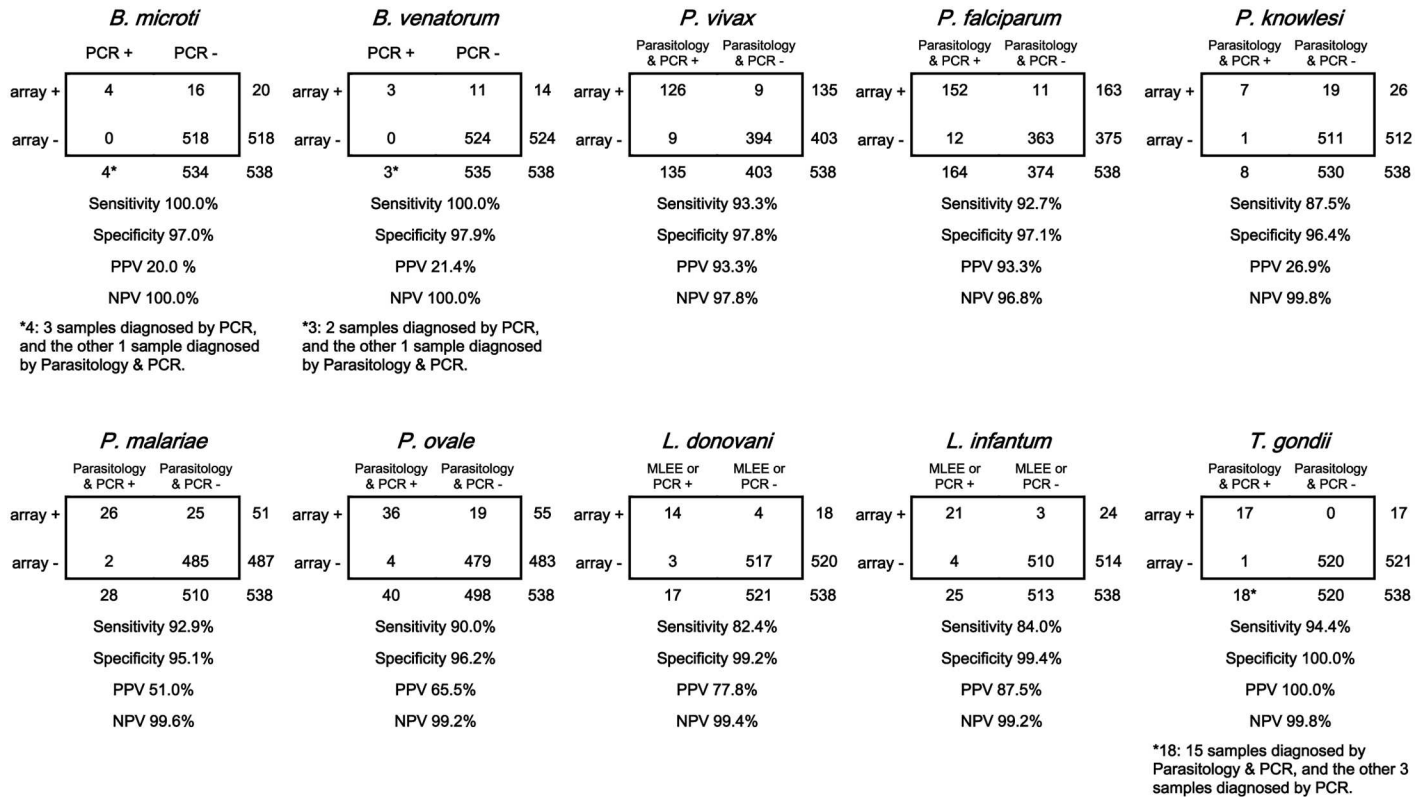 B. microti
PCR + PCR -
array + 4 16 20
array - 0 518 518
4* 534 538
Sensitivity 100.0%
Specificity 97.0%
PPV 20.0 %
NPV 100.0%
*4: 3 samples diagnosed by PCR,
and the other 1 sample diagnosed
by Parasitology & PCR.
B. venatorum
PCR + PCR -
array + 3 11 14
array - 0 524 524
3* 535 538
Sensitivity 100.0%
Specificity 97.9%
PPV 21.4%
NPV 100.0%
*3: 2 samples diagnosed by PCR,
and the other 1 sample diagnosed
by Parasitology & PCR.
P. vivax
Parasitology Parasitology
& PCR + & PCR -
array + 126 9 135
array - 9 394 403
135 403 538
Sensitivity 93.3%
Specificity 97.8%
PPV 93.3%
NPV 97.8%
P. falciparum
Parasitology Parasitology
& PCR + & PCR -
array + 152 11 163
array - 12 363 375
164 374 538
Sensitivity 92.7%
Specificity 97.1%
PPV 93.3%
NPV 96.8%
P. knowlesi
Parasitology Parasitology
& PCR + & PCR -
array + 7 19 26
array - 1 511 512
8 530 538
Sensitivity 87.5%
Specificity 96.4%
PPV 26.9%
NPV 99.8%
P. malariae
Parasitology Parasitology
& PCR + & PCR -
array + 26 25 51
array - 2 485 487
28 510 538
Sensitivity 92.9%
Specificity 95.1%
PPV 51.0%
NPV 99.6%
P. ovale
Parasitology Parasitology
& PCR + & PCR -
array + 36 19 55
array - 4 479 483
40 498 538
Sensitivity 90.0%
Specificity 96.2%
PPV 65.5%
NPV 99.2%
L. donovani
MLEE or MLEE or
PCR + PCR -
array + 14 4 18
array - 3 517 520
17 521 538
Sensitivity 82.4%
Specificity 99.2%
PPV 77.8%
NPV 99.4%
L. infantum
MLEE or MLEE or
PCR + PCR -
array + 21 3 24
array - 4 510 514
25 513 538
Sensitivity 84.0%
Specificity 99.4%
PPV 87.5%
NPV 99.2%
T. gondii
Parasitology Parasitology
& PCR + & PCR -
array + 17 0 17
array - 1 520 521
18* 520 538
Sensitivity 94.4%
Specificity 100.0%
PPV 100.0%
NPV 99.8%
*18: 15 samples diagnosed by
Parasitology & PCR, and the other 3
samples diagnosed by PCR.